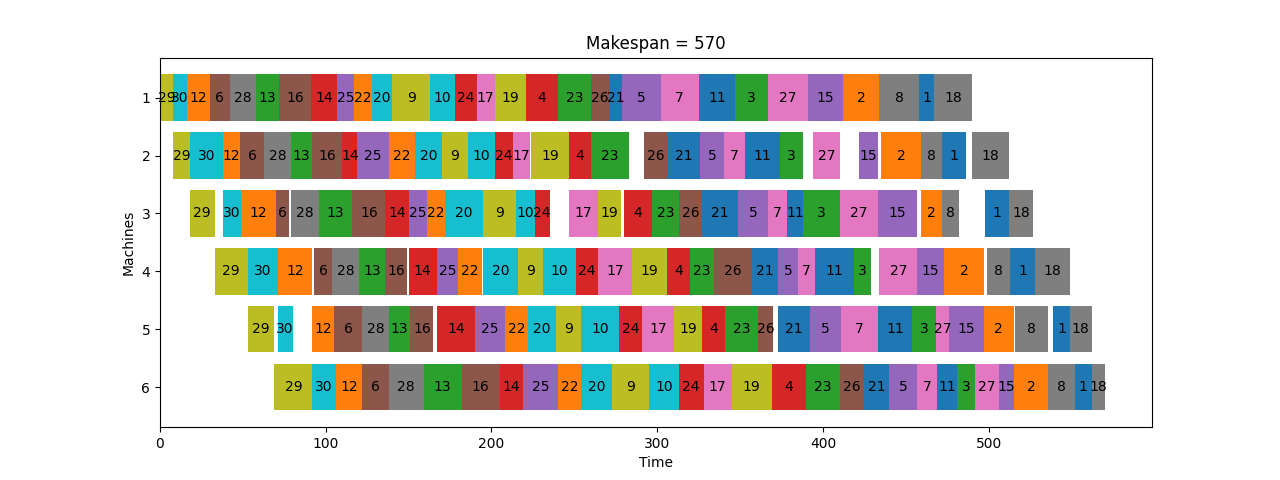 Makespan = 570
Machines
1 29 30 12 6 28 13 16 14 25 22 20 9 10 24 17 19 4 23 26 21 5 7 11 3 27 15 2 8 1 18
2 29 30 12 6 28 13 16 14 25 22 20 9 10 24 17 19 4 23 26 21 5 7 11 3 27 15 2 8 1 18
3 29 30 12 6 28 13 16 14 25 22 20 9 10 24 17 19 4 23 26 21 5 7 11 3 27 15 2 8 1 18
4 29 30 12 6 28 13 16 14 25 22 20 9 10 24 17 19 4 23 26 21 5 7 11 3 27 15 2 8 1 18
5 29 30 12 6 28 13 16 14 25 22 20 9 10 24 17 19 4 23 26 21 5 7 11 3 27 15 2 8 1 18
6 29 30 12 6 28 13 16 14 25 22 20 9 10 24 17 19 4 23 26 21 5 7 11 3 27 15 2 8 1 18
0 100 200 300 400 500
Time